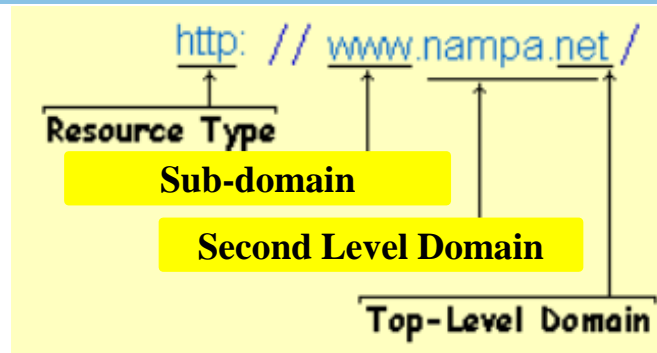 http: // www.nampa.net /
Resource Type
Sub-domain
Second Level Domain
Top-Level Domain